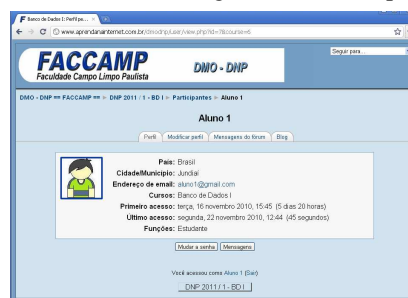 Banco de Dados I: Perfil pe...
www.aprendanainternet.com.br/dmodnp/user/view.php?id=7&course=5
FACCAMP
Faculdade Campo Limpo Paulista
DMO - DNP
Seguir para...
DMO - DNP == FACCAMP == ► DNP 2011 / 1 - BD I ► Participantes ► Aluno 1
Aluno 1
Perfil Modificar perfil Mensagens do fórum Blog
País: Brasil
Cidade/Município: Jundiaí
Endereço de email: aluno1@gmail.com
Cursos: Banco de Dados I
Primeiro acesso: terça, 16 novembro 2010, 15:45 (5 dias 20 horas)
Último acesso: segunda, 22 novembro 2010, 12:44 (45 segundos)
Funções: Estudante
Mudar a senha Mensagens
Você acessou como Aluno 1 (Sair)
DNP 2011 / 1 - BD I